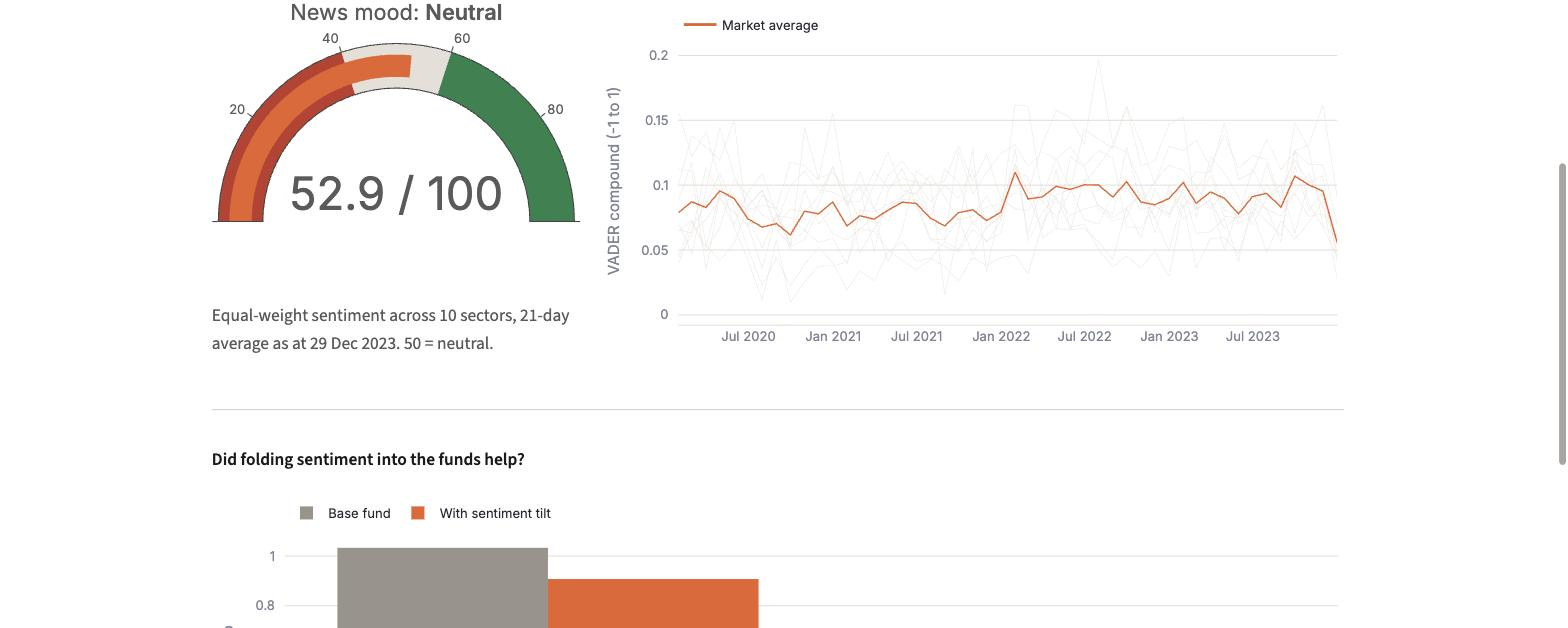 News mood: Neutral
40
60
20
80
52.9 / 100
Equal-weight sentiment across 10 sectors, 21-day
average as at 29 Dec 2023. 50 = neutral.
Market average
VADER compound (-1 to 1)
0.2
0.15
0.1
0.05
0
Jul 2020
Jan 2021
Jul 2021
Jan 2022
Jul 2022
Jan 2023
Jul 2023
Did folding sentiment into the funds help?
Base fund
With sentiment tilt
1
0.8